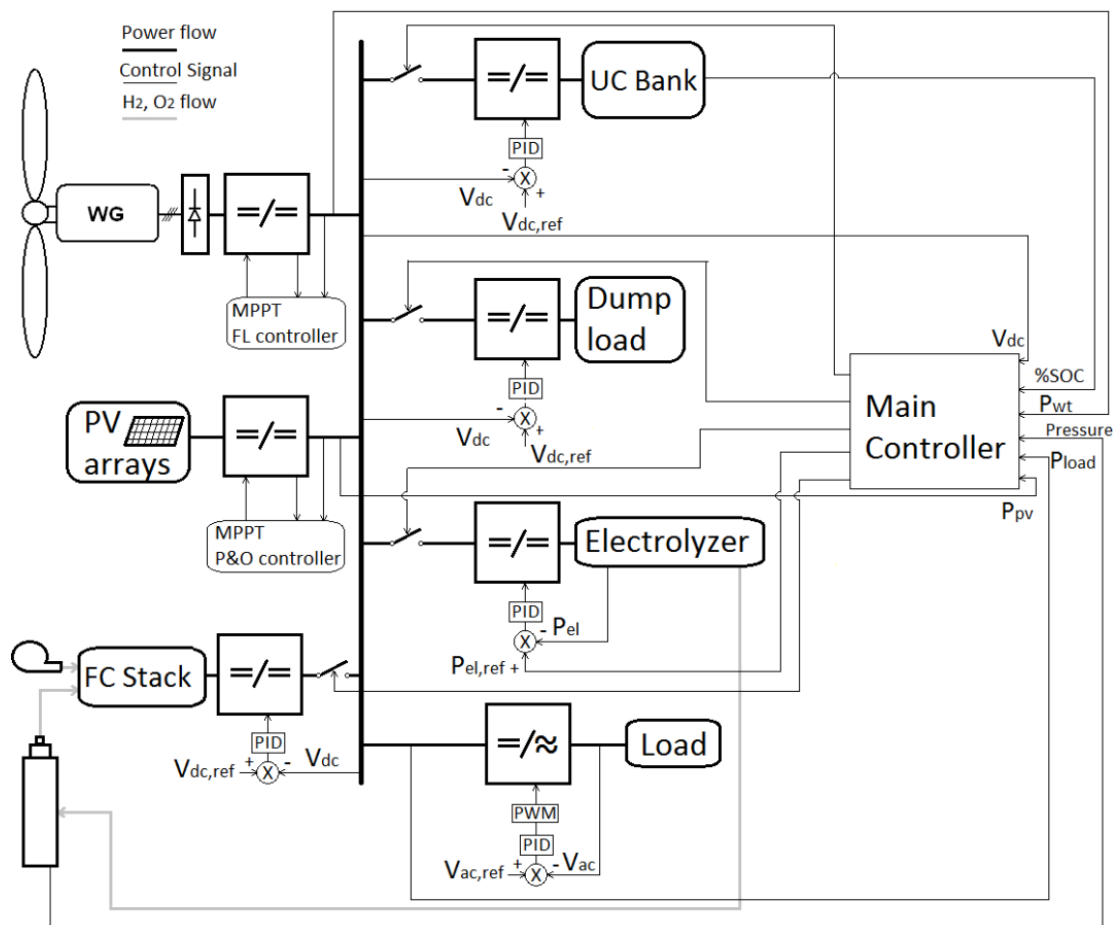 Power flow
Control Signal
H2, O2 flow
=/=
UC Bank
PID
-
X
+
Vdc
Vdc,ref
WG
=/=
MPPT
FL controller
=/=
Dump
load
PID
-
X
+
Vdc
Vdc,ref
Vdc
%SOC
Pwt
Pressure
Pload
Ppv
Main
Controller
PV
arrays
=/=
MPPT
P&O controller
=/=
Electrolyzer
PID
X
- Pel
Pel,ref +
FC Stack
=/=
PID
Vdc,ref
+
X
-
Vdc
=/≈
Load
PWM
PID
Vac,ref
+
X
-
Vac